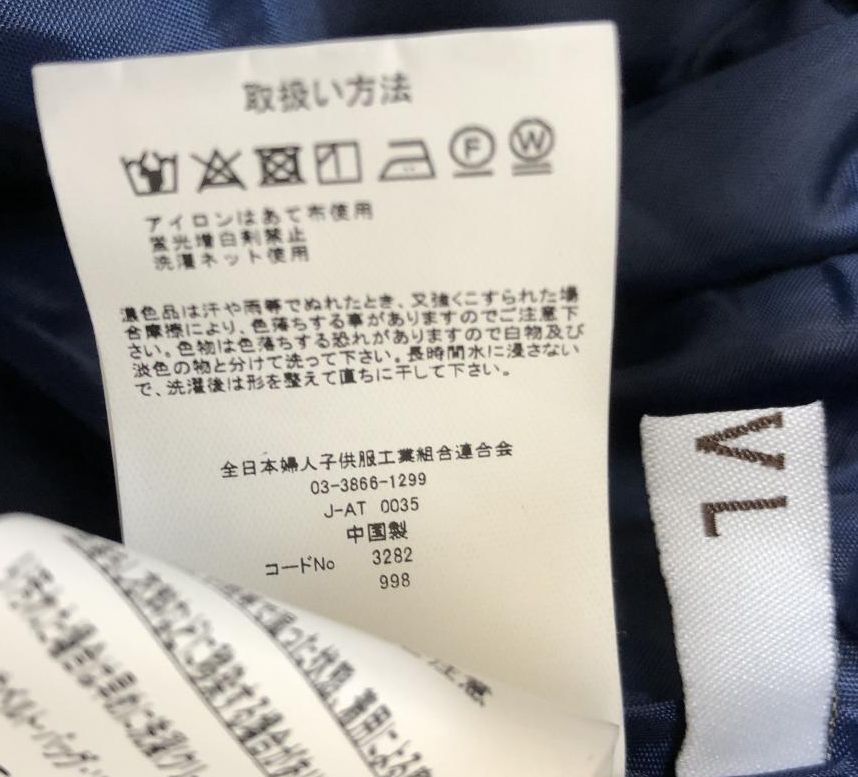 取扱い方法
F
W
アイロンはあて布使用
蛍光増白剤禁止
洗濯ネット使用
濃色品は汗や雨等でぬれたとき、又強くこすられた場
合摩擦により、色落ちする事がありますのでご注意下
さい。色物は色落ちする恐れがありますので白物及び
淡色の物と分けて洗って下さい。長時間水に浸さない
で、洗濯後は形を整えて直ちに干して下さい。
全日本婦人子供服工業組合連合会
03-3866-1299
J-AT 0035
中国製
コードNo 3282
998
VL
注意